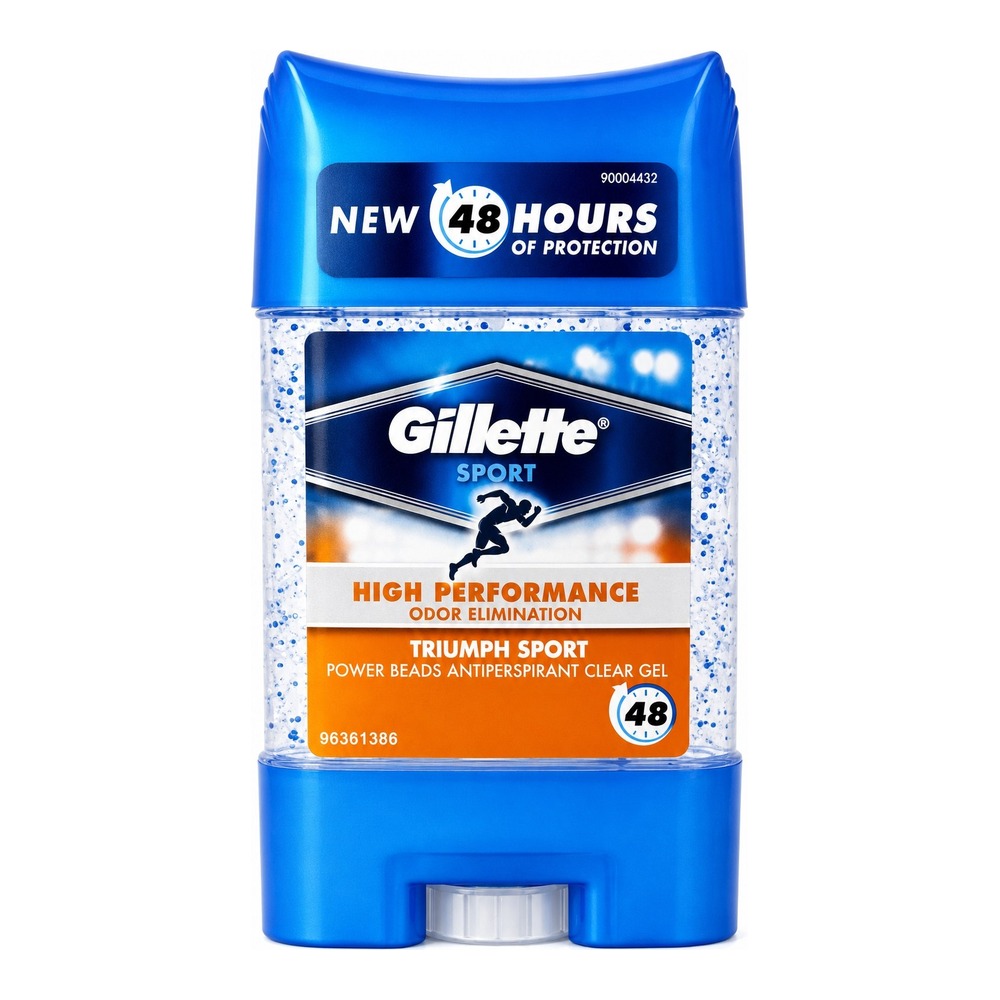 90004432
NEW 48 HOURS
OF PROTECTION
Gillette®
SPORT
HIGH PERFORMANCE
ODOR ELIMINATION
TRIUMPH SPORT
POWER BEADS ANTIPERSPIRANT CLEAR GEL
48
96361386